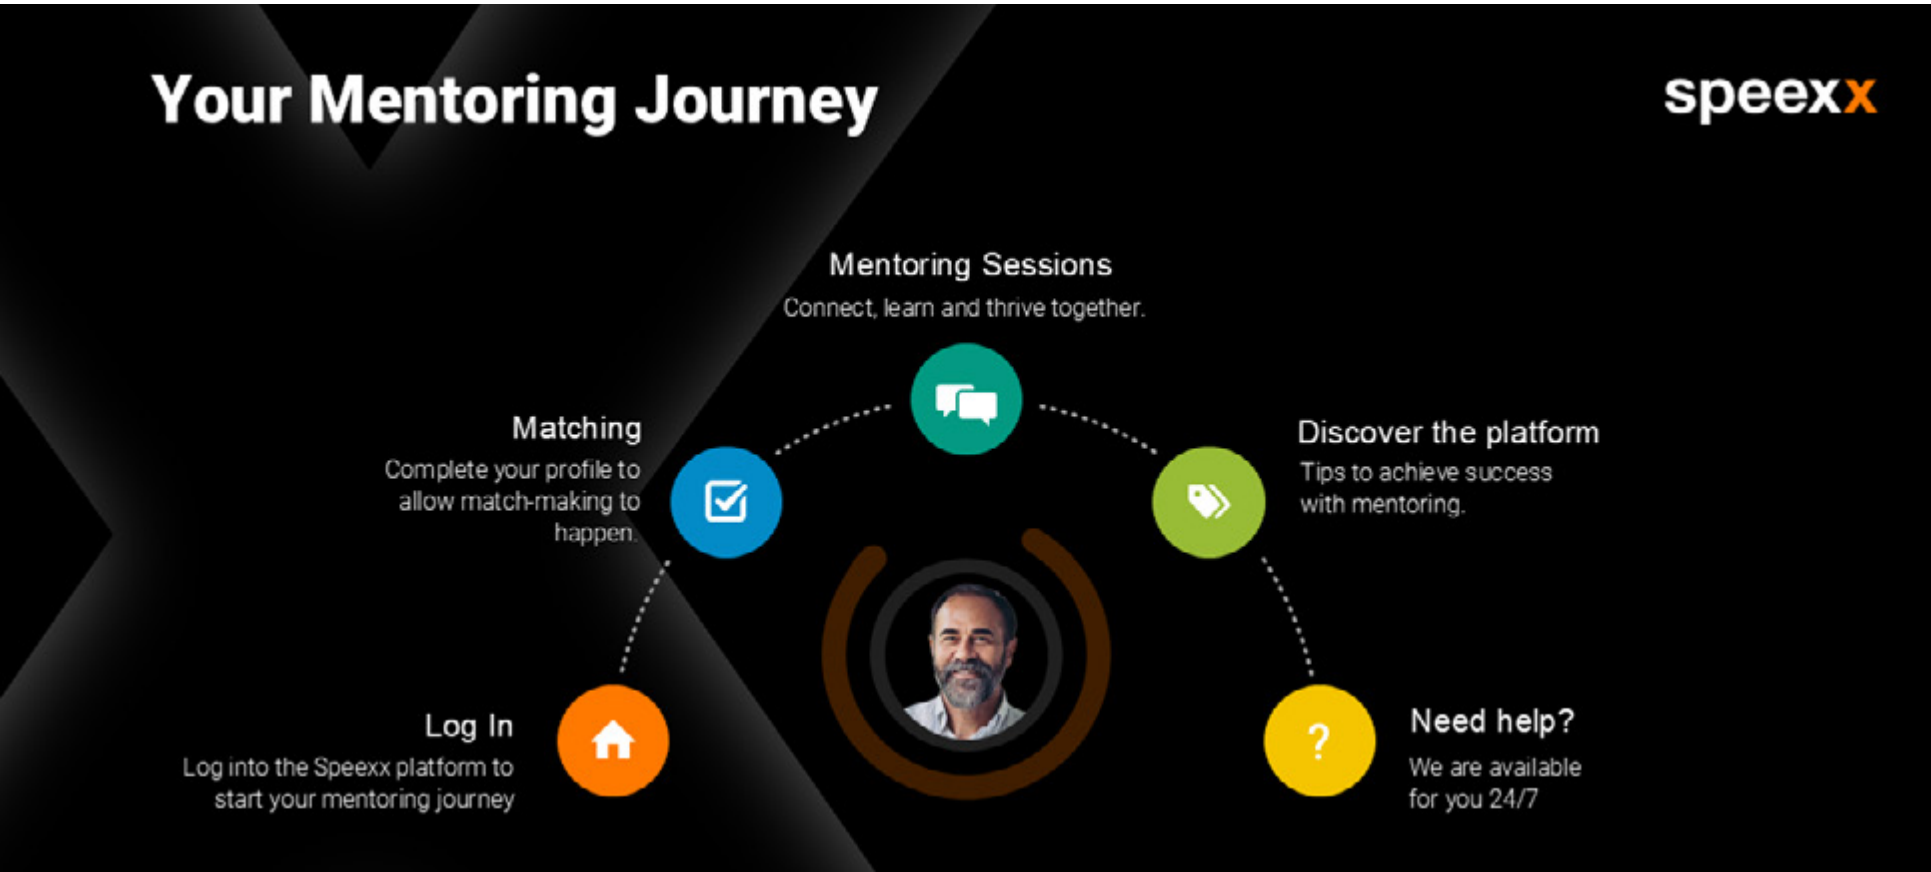 Your Mentoring Journey
speexx
Mentoring Sessions
Connect, learn and thrive together.
Matching
Complete your profile to
allow match-making to
happen.
Discover the platform
Tips to achieve success
with mentoring.
Log In
Log into the Speexx platform to
start your mentoring journey
?
Need help?
We are available
for you 24/7